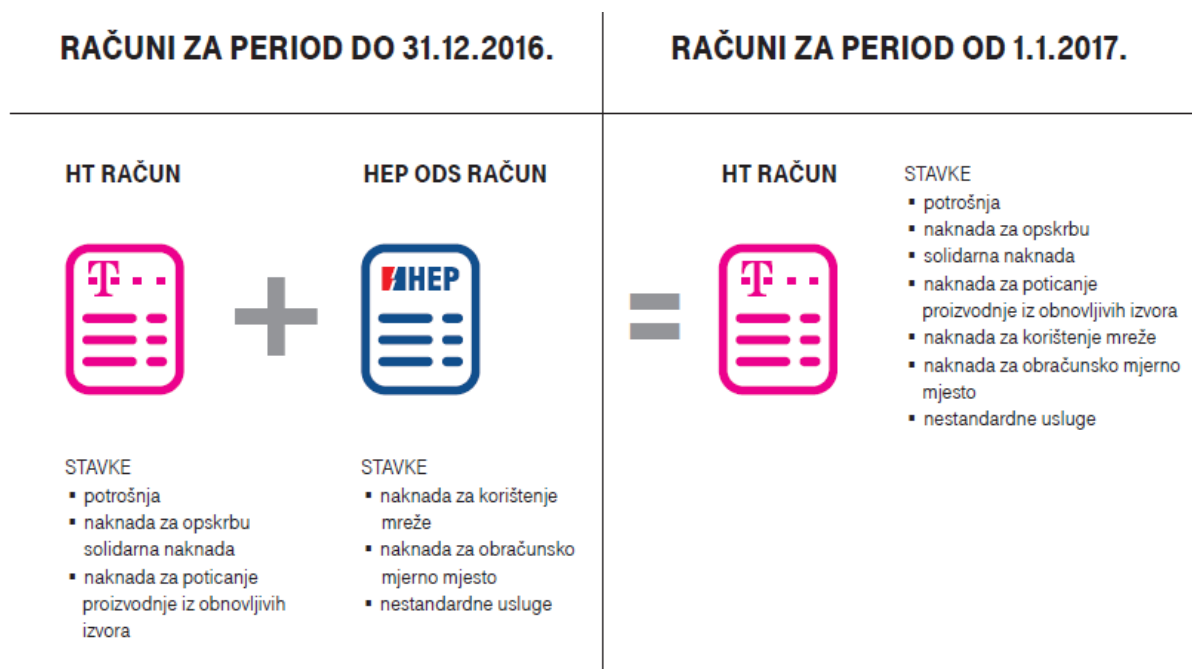 RAČUNI ZA PERIOD DO 31.12.2016.
HT RAČUN
T
STAVKE
▪ potrošnja
▪ naknada za opskrbu
solidarna naknada
▪ naknada za poticanje
proizvodnje iz obnovljivih
izvora
+
HEP ODS RAČUN
HEP
STAVKE
▪ naknada za korištenje
mreže
▪ naknada za obračunsko
mjerno mjesto
▪ nestandardne usluge
RAČUNI ZA PERIOD OD 1.1.2017.
=
HT RAČUN
T
STAVKE
▪ potrošnja
▪ naknada za opskrbu
▪ solidarna naknada
▪ naknada za poticanje
proizvodnje iz obnovljivih izvora
▪ naknada za korištenje mreže
▪ naknada za obračunsko mjerno
mjesto
▪ nestandardne usluge